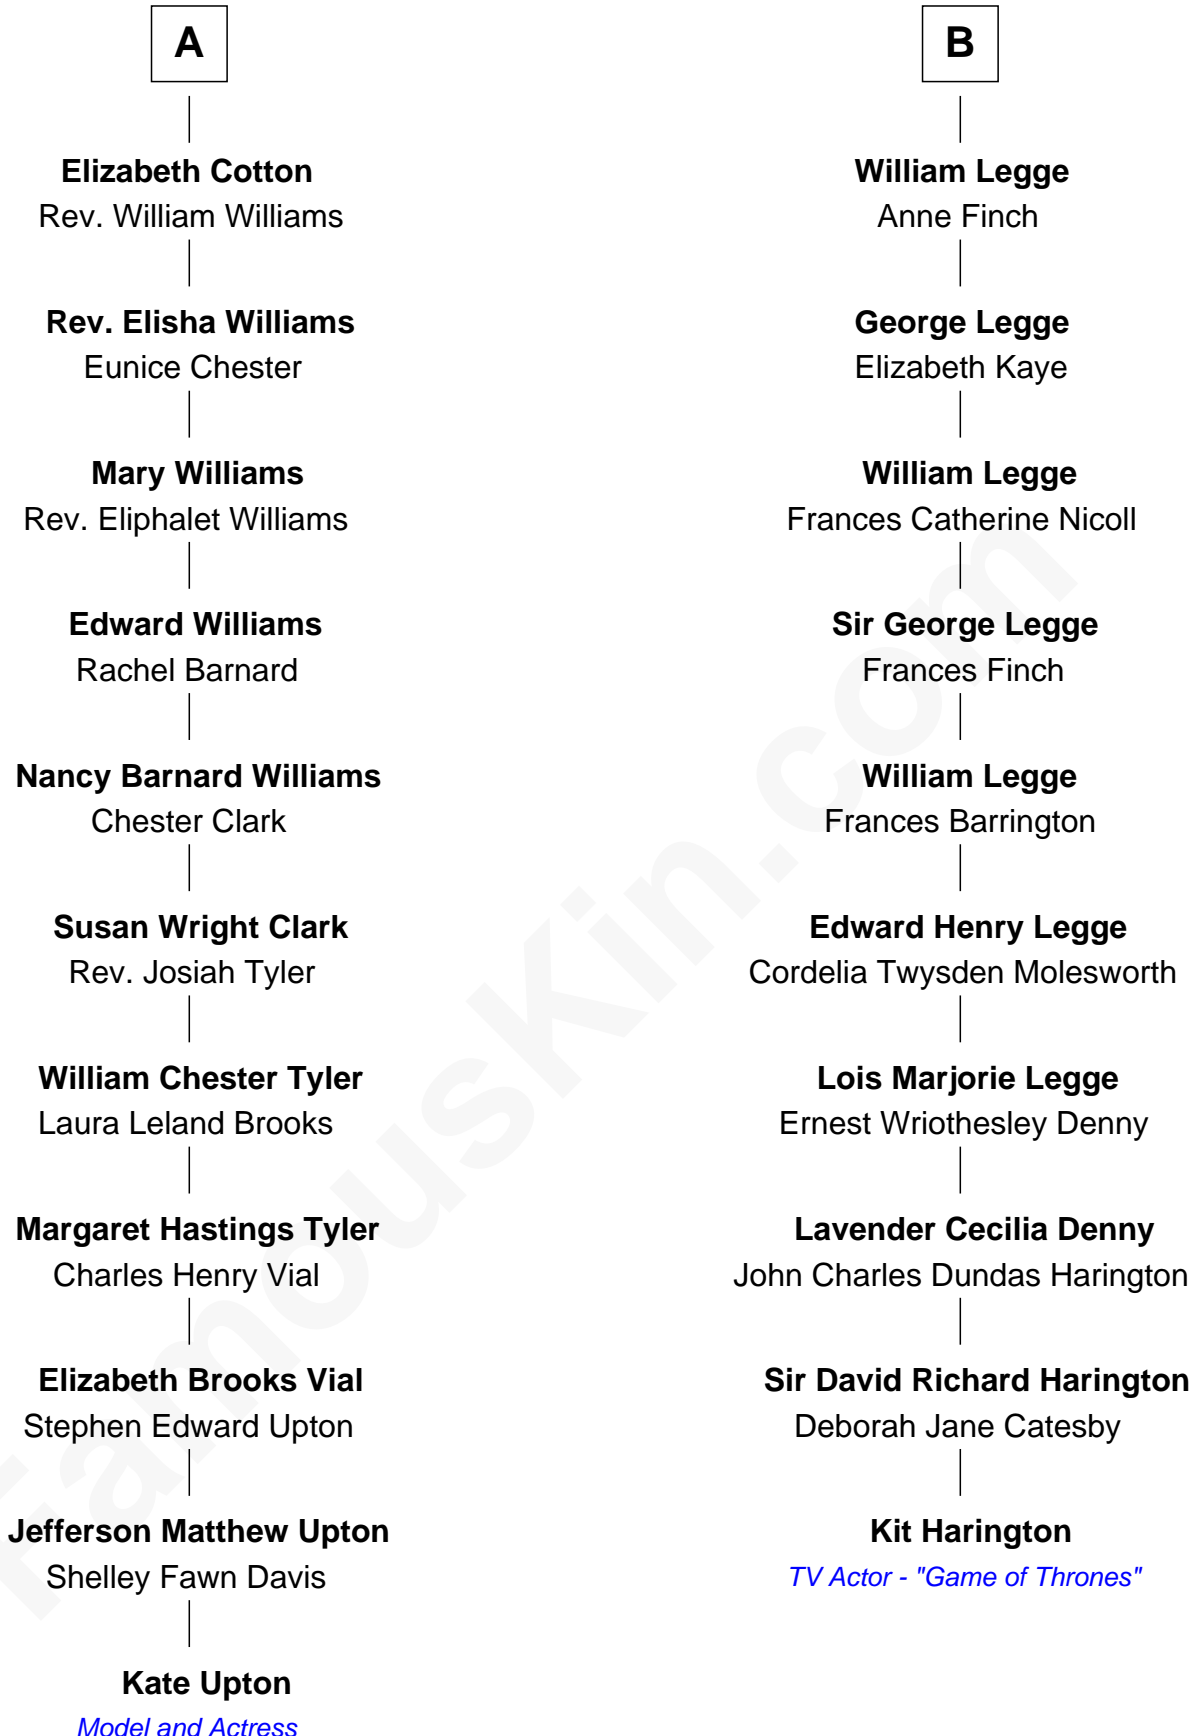 A
Elizabeth Cotton
Rev. William Williams
Rev. Elisha Williams
Eunice Chester
Mary Williams
Rev. Eliphalet Williams
Edward Williams
Rachel Barnard
Nancy Barnard Williams
Chester Clark
Susan Wright Clark
Rev. Josiah Tyler
William Chester Tyler
Laura Leland Brooks
Margaret Hastings Tyler
Charles Henry Vial
Elizabeth Brooks Vial
Stephen Edward Upton
Jefferson Matthew Upton
Shelley Fawn Davis
Kate Upton
Model and Actress
B
William Legge
Anne Finch
George Legge
Elizabeth Kaye
William Legge
Frances Catherine Nicoll
Sir George Legge
Frances Finch
William Legge
Frances Barrington
Edward Henry Legge
Cordelia Twysden Molesworth
Lois Marjorie Legge
Ernest Wriothesley Denny
Lavender Cecilia Denny
John Charles Dundas Harington
Sir David Richard Harington
Deborah Jane Catesby
Kit Harington
TV Actor - "Game of Thrones"
FamousKin.com